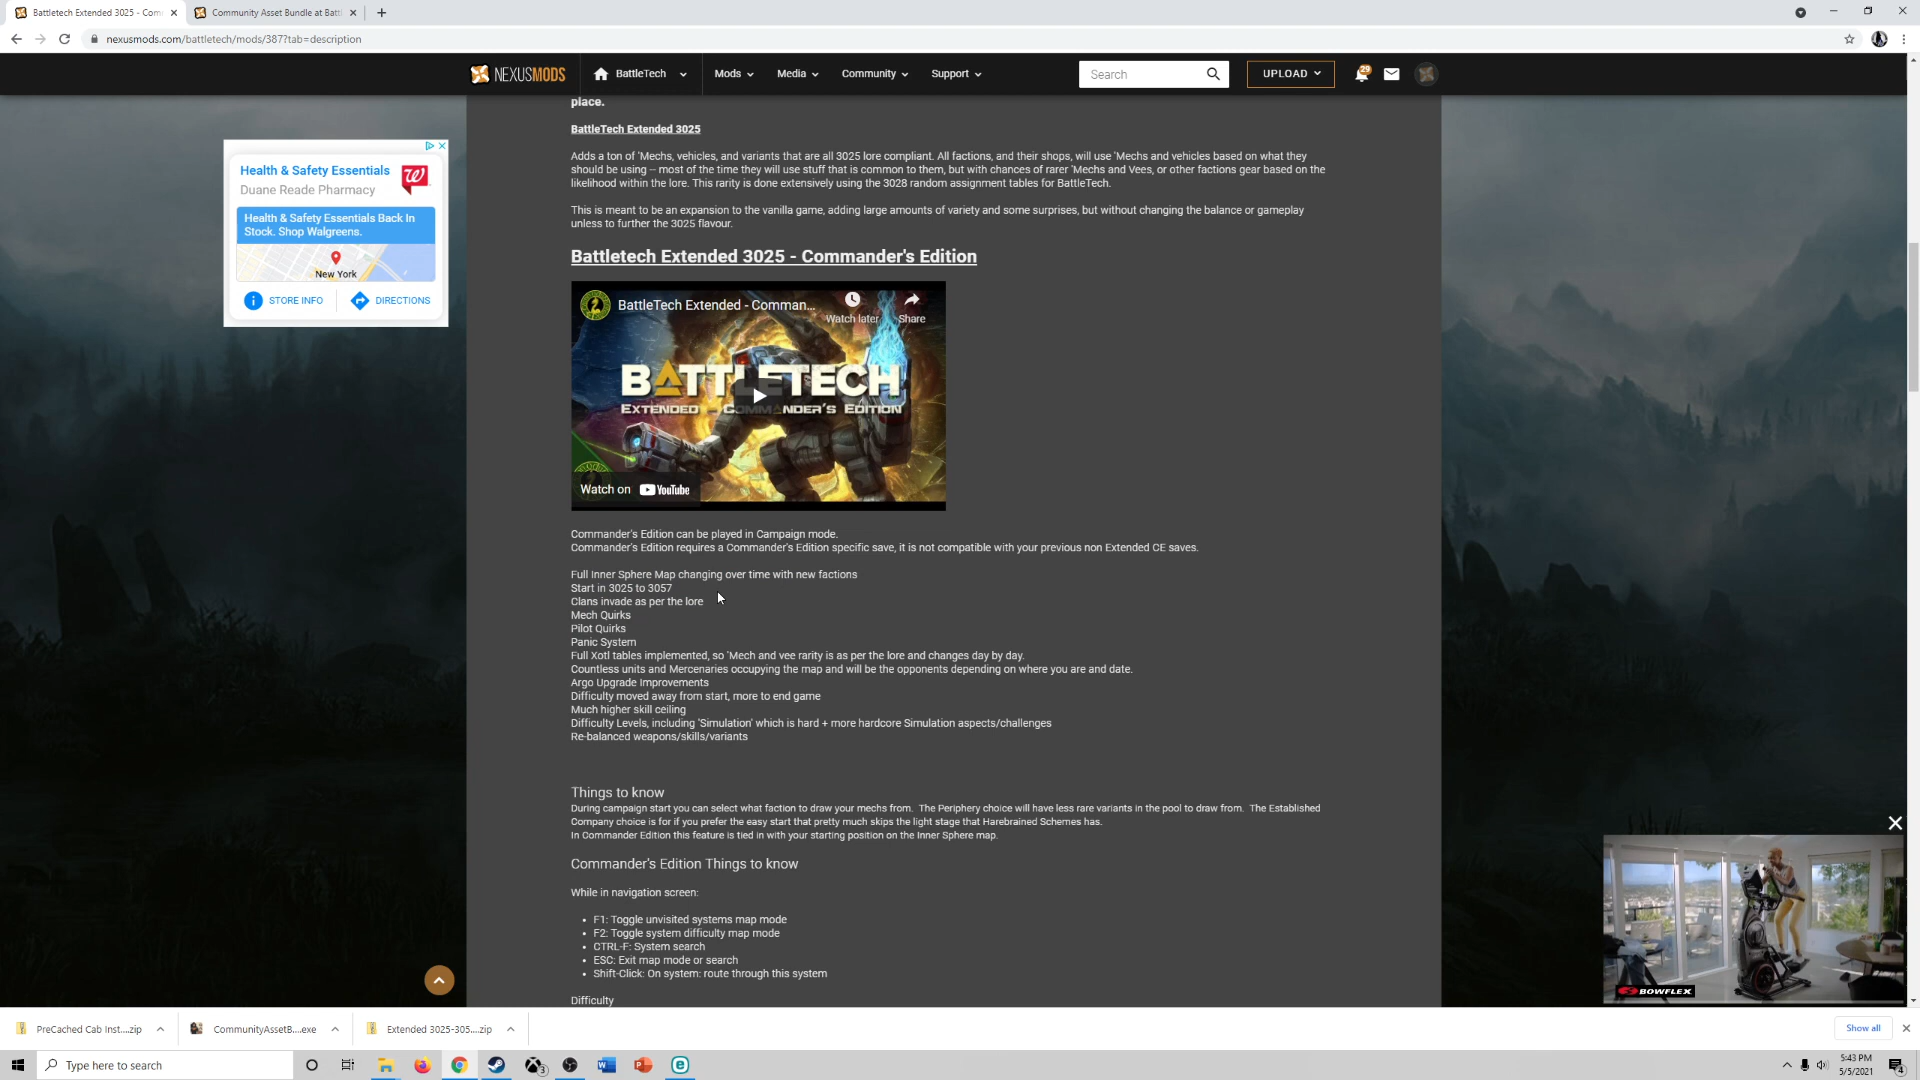 Battletech Extended 3025 - Com
Community Asset Bundle at Batt
nexusmods.com/battletech/mods/387?tab=description
NEXUSMODS
BattleTech
Mods
Media
Community
Support
Search
UPLOAD
29
place.
BattleTech Extended 3025
Adds a ton of 'Mechs, vehicles, and variants that are all 3025 lore compliant. All factions, and their shops, will use 'Mechs and vehicles based on what they
should be using -- most of the time they will use stuff that is common to them, but with chances of rarer 'Mechs and Vees, or other factions gear based on the
likelihood within the lore. This rarity is done extensively using the 3028 random assignment tables for BattleTech.
This is meant to be an expansion to the vanilla game, adding large amounts of variety and some surprises, but without changing the balance or gameplay
unless to further the 3025 flavour.
Battletech Extended 3025 - Commander's Edition
BattleTech Extended - Comman...
Watch later
Share
BATTLETECH
EXTENDED - COMMANDER'S EDITION
Watch on YouTube
Commander's Edition can be played in Campaign mode.
Commander's Edition requires a Commander's Edition specific save, it is not compatible with your previous non Extended CE saves.
Full Inner Sphere Map changing over time with new factions
Start in 3025 to 3057
Clans invade as per the lore
Mech Quirks
Pilot Quirks
Panic System
Full Xotl tables implemented, so 'Mech and vee rarity is as per the lore and changes day by day.
Countless units and Mercenaries occupying the map and will be the opponents depending on where you are and date.
Argo Upgrade Improvements
Difficulty moved away from start, more to end game
Much higher skill ceiling
Difficulty Levels, including 'Simulation' which is hard + more hardcore Simulation aspects/challenges
Re-balanced weapons/skills/variants
Things to know
During campaign start you can select what faction to draw your mechs from. The Periphery choice will have less rare variants in the pool to draw from. The Established
Company choice is for if you prefer the easy start that pretty much skips the light stage that Harebrained Schemes has.
In Commander Edition this feature is tied in with your starting position on the Inner Sphere map.
Commander's Edition Things to know
While in navigation screen:
• F1: Toggle unvisited systems map mode
• F2: Toggle system difficulty map mode
• CTRL-F: System search
• ESC: Exit map mode or search
• Shift-Click: On system: route through this system
Difficulty
Health & Safety Essentials
Duane Reade Pharmacy
Health & Safety Essentials Back In
Stock. Shop Walgreens.
New York
STORE INFO
DIRECTIONS
BOWFLEX
PreCached Cab Inst....zip
CommunityAssetB....exe
Extended 3025-305....zip
Show all
Type here to search
3
5:43 PM
5/5/2021
4